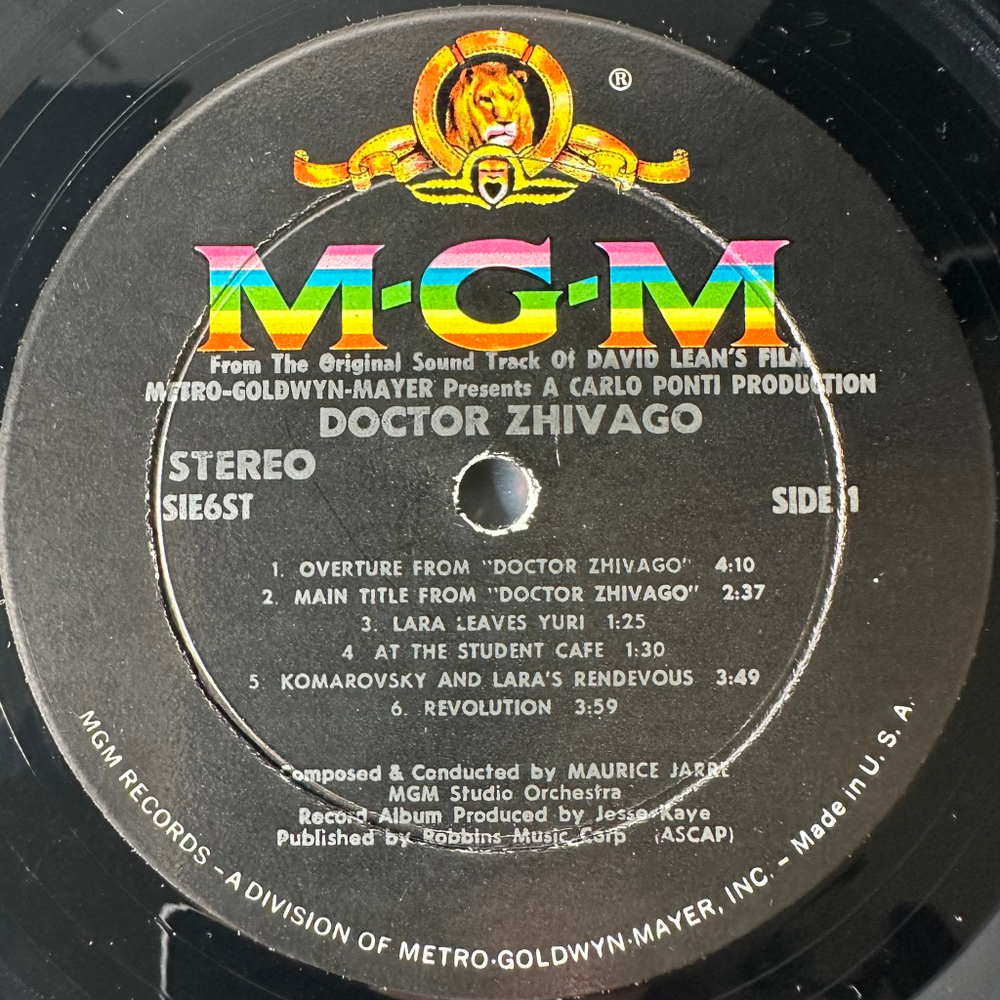 ®
M·G·M
From The Original Sound Track Of DAVID LEAN'S FILM
METRO-GOLDWYN-MAYER Presents A CARLO PONTI PRODUCTION
DOCTOR ZHIVAGO
STEREO
SIE6ST SIDE 1
1. OVERTURE FROM "DOCTOR ZHIVAGO" 4:10
2. MAIN TITLE FROM "DOCTOR ZHIVAGO" 2:37
3. LARA LEAVES YURI 1:25
4 AT THE STUDENT CAFE 1:30
5. KOMAROVSKY AND LARA'S RENDEVOUS 3:49
6. REVOLUTION 3:59
Composed & Conducted by MAURICE JARRE
MGM Studio Orchestra
Record Album Produced by Jesse Kaye
Published by Robbins Music Corp (ASCAP)
MGM RECORDS – A DIVISION OF METRO·GOLDWYN·MAYER, INC. – Made in U. S. A.